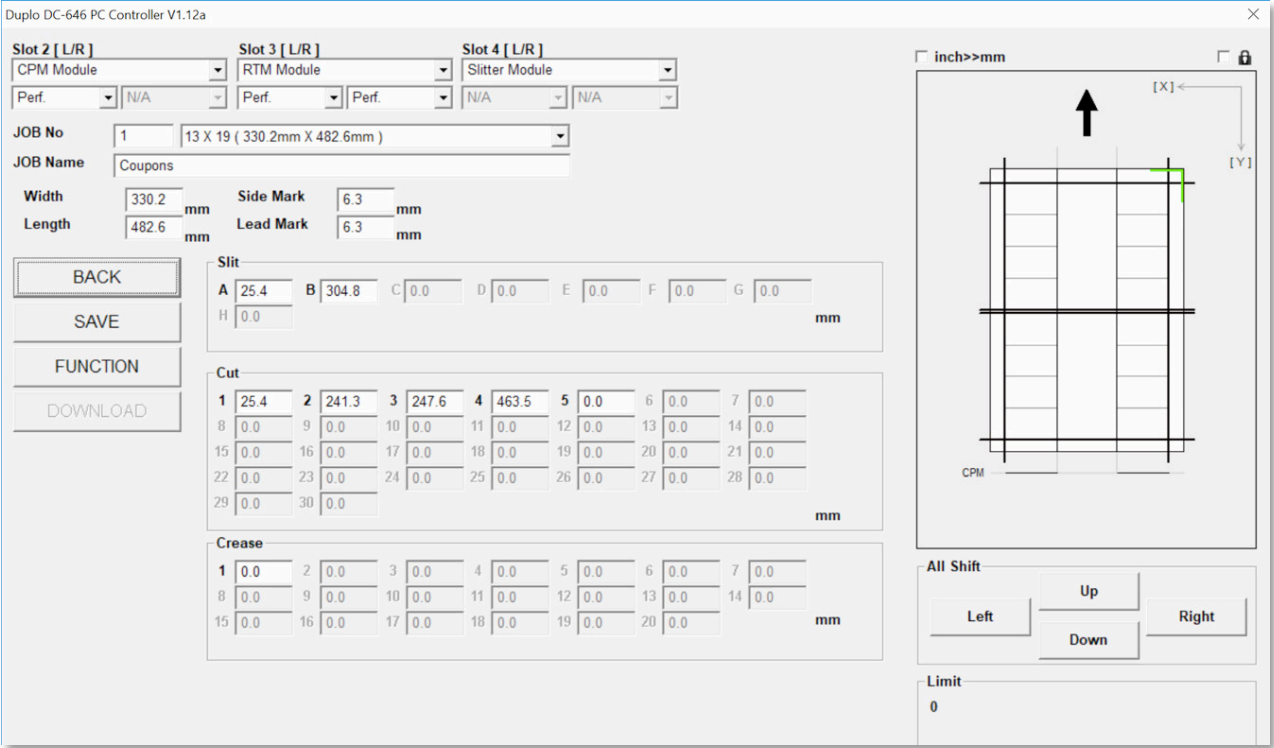 Duplo DC-646 PC Controller V1.12a
Slot 2 [ L/R ] Slot 3 [ L/R ] Slot 4 [ L/R ]
CPM Module RTM Module Slitter Module
Perf. N/A Perf. Perf. N/A N/A
JOB No 1 13 X 19 ( 330.2mm X 482.6mm )
JOB Name Coupons
Width 330.2 mm Side Mark 6.3 mm
Length 482.6 mm Lead Mark 6.3 mm
BACK
SAVE
FUNCTION
DOWNLOAD
Slit
A 25.4 B 304.8 C 0.0 D 0.0 E 0.0 F 0.0 G 0.0
H 0.0
mm
Cut
1 25.4 2 241.3 3 247.6 4 463.5 5 0.0 6 0.0 7 0.0
8 0.0 9 0.0 10 0.0 11 0.0 12 0.0 13 0.0 14 0.0
15 0.0 16 0.0 17 0.0 18 0.0 19 0.0 20 0.0 21 0.0
22 0.0 23 0.0 24 0.0 25 0.0 26 0.0 27 0.0 28 0.0
29 0.0 30 0.0
mm
Crease
1 0.0 2 0.0 3 0.0 4 0.0 5 0.0 6 0.0 7 0.0
8 0.0 9 0.0 10 0.0 11 0.0 12 0.0 13 0.0 14 0.0
15 0.0 16 0.0 17 0.0 18 0.0 19 0.0 20 0.0
mm
inch>>mm
[X]
[Y]
CPM
All Shift
Up
Left Right
Down
Limit
0